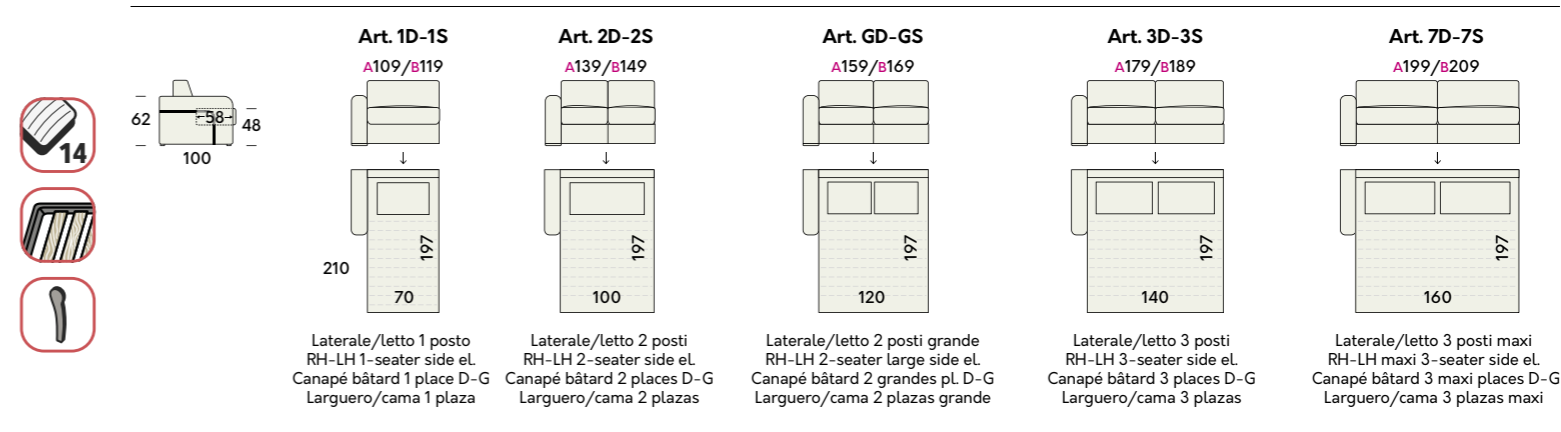 Art. 1D-1S
A109/B119
Art. 2D-2S
A139/B149
Art. GD-GS
A159/B169
Art. 3D-3S
A179/B189
Art. 7D-7S
A199/B209
14
62
58
48
100
210
197
70
197
100
197
120
197
140
197
160
Laterale/letto 1 posto
RH-LH 1-seater side el.
Canapé bâtard 1 place D-G
Larguero/cama 1 plaza
Laterale/letto 2 posti
RH-LH 2-seater side el.
Canapé bâtard 2 places D-G
Larguero/cama 2 plazas
Laterale/letto 2 posti grande
RH-LH 2-seater large side el.
Canapé bâtard 2 grandes pl. D-G
Larguero/cama 2 plazas grande
Laterale/letto 3 posti
RH-LH 3-seater side el.
Canapé bâtard 3 places D-G
Larguero/cama 3 plazas
Laterale/letto 3 posti maxi
RH-LH maxi 3-seater side el.
Canapé bâtard 3 maxi places D-G
Larguero/cama 3 plazas maxi